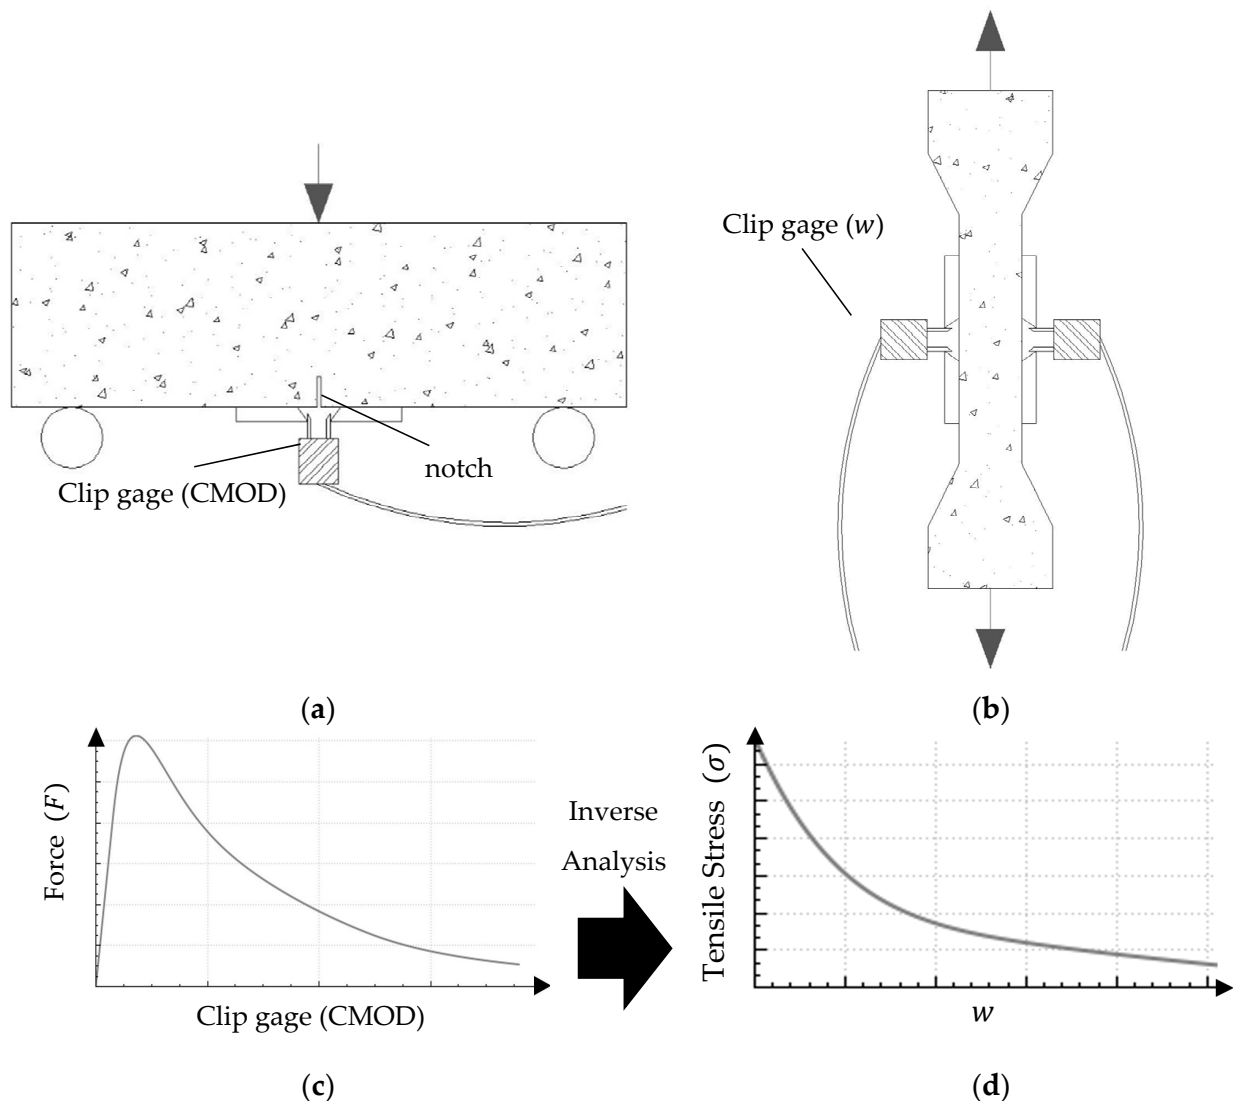 Clip gage (w)
notch
Clip gage (CMOD)
(a)
(b)
Force (F)
Clip gage (CMOD)
Inverse
Analysis
Tensile Stress (σ)
w
(c)
(d)